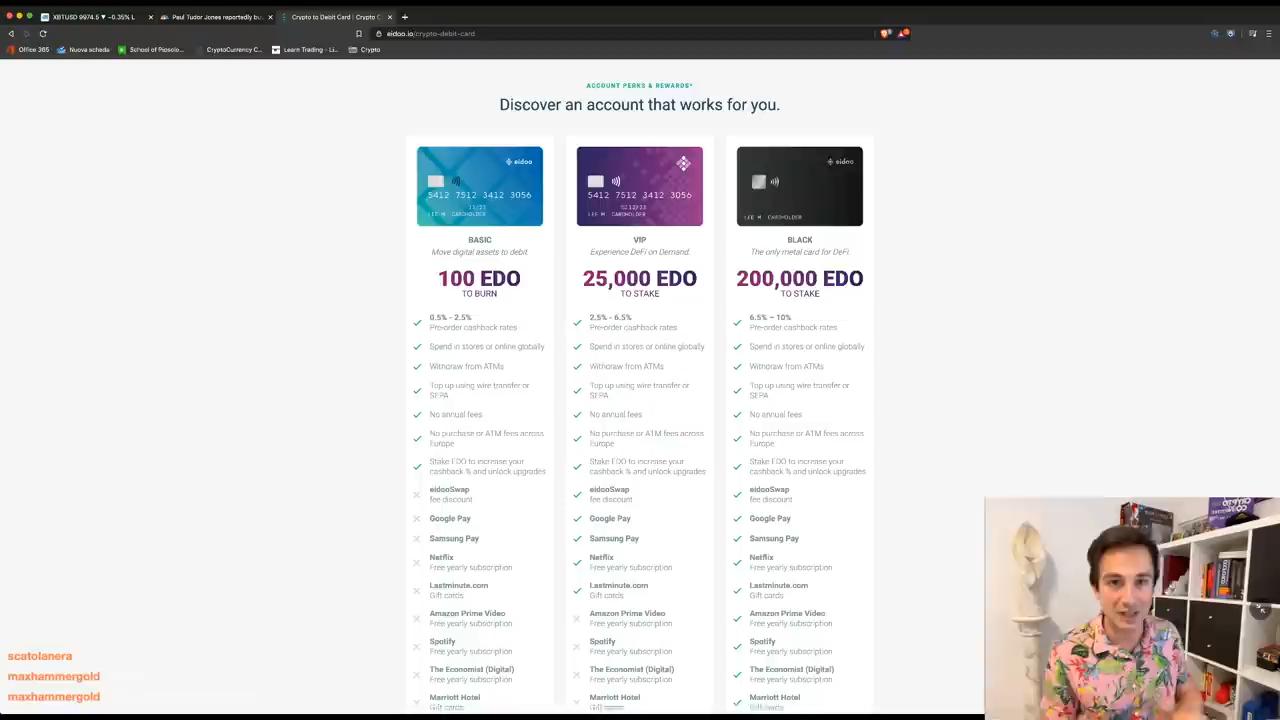 XBTUSD 9974.5 ▼ -0.35% L
Paul Tudor Jones reportedly bu
Crypto to Debit Card | Crypto C
eidoo.io/crypto-debit-card
Office 365
Nuova scheda
School of Pipsolo...
CryptoCurrency C...
Learn Trading - Li...
Crypto
ACCOUNT PERKS & REWARDS*
Discover an account that works for you.
eidoo
5412 7512 3412 3056
LEE M CARDHOLDER
BASIC
Move digital assets to debit.
100 EDO
TO BURN
0.5% - 2.5%
Pre-order cashback rates
Spend in stores or online globally
Withdraw from ATMs
Top up using wire transfer or
SEPA
No annual fees
No purchase or ATM fees across
Europe
Stake EDO to increase your
cashback % and unlock upgrades
eidooSwap
fee discount
Google Pay
Samsung Pay
Netflix
Free yearly subscription
Lastminute.com
Gift cards
Amazon Prime Video
Free yearly subscription
Spotify
Free yearly subscription
The Economist (Digital)
Free yearly subscription
Marriott Hotel
Gift cards
5412 7512 3412 3056
LEE M CARDHOLDER
VIP
Experience DeFi on Demand.
25,000 EDO
TO STAKE
2.5% - 6.5%
Pre-order cashback rates
Spend in stores or online globally
Withdraw from ATMs
Top up using wire transfer or
SEPA
No annual fees
No purchase or ATM fees across
Europe
Stake EDO to increase your
cashback % and unlock upgrades
eidooSwap
fee discount
Google Pay
Samsung Pay
Netflix
Free yearly subscription
Lastminute.com
Gift cards
Amazon Prime Video
Free yearly subscription
Spotify
Free yearly subscription
The Economist (Digital)
Free yearly subscription
Marriott Hotel
eidoo
LEE M CARDHOLDER
BLACK
The only metal card for DeFi.
200,000 EDO
TO STAKE
6.5% – 10%
Pre-order cashback rates
Spend in stores or online globally
Withdraw from ATMs
Top up using wire transfer or
SEPA
No annual fees
No purchase or ATM fees across
Europe
Stake EDO to increase your
cashback % and unlock upgrades
eidooSwap
fee discount
Google Pay
Samsung Pay
Netflix
Free yearly subscription
Lastminute.com
Gift cards
Amazon Prime Video
Free yearly subscription
Spotify
Free yearly subscription
The Economist (Digital)
Free yearly subscription
Marriott Hotel
scatolanera
maxhammergold
maxhammergold